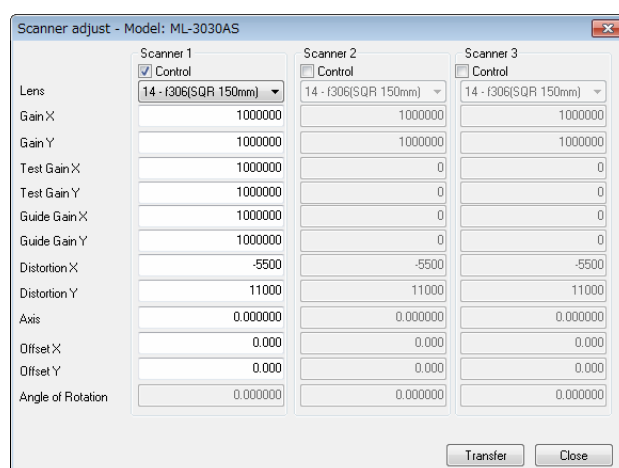 Scanner adjust - Model: ML-3030AS
Scanner 1 Scanner 2 Scanner 3
Control Control Control
Lens 14 - f306(SQR 150mm) 14 - f306(SQR 150mm) 14 - f306(SQR 150mm)
Gain X 1000000 1000000 1000000
Gain Y 1000000 1000000 1000000
Test Gain X 1000000 0 0
Test Gain Y 1000000 0 0
Guide Gain X 1000000 0 0
Guide Gain Y 1000000 0 0
Distortion X -5500 -5500 -5500
Distortion Y 11000 11000 11000
Axis 0.000000 0.000000 0.000000
Offset X 0.000 0.000 0.000
Offset Y 0.000 0.000 0.000
Angle of Rotation 0.000000 0.000000 0.000000
Transfer Close